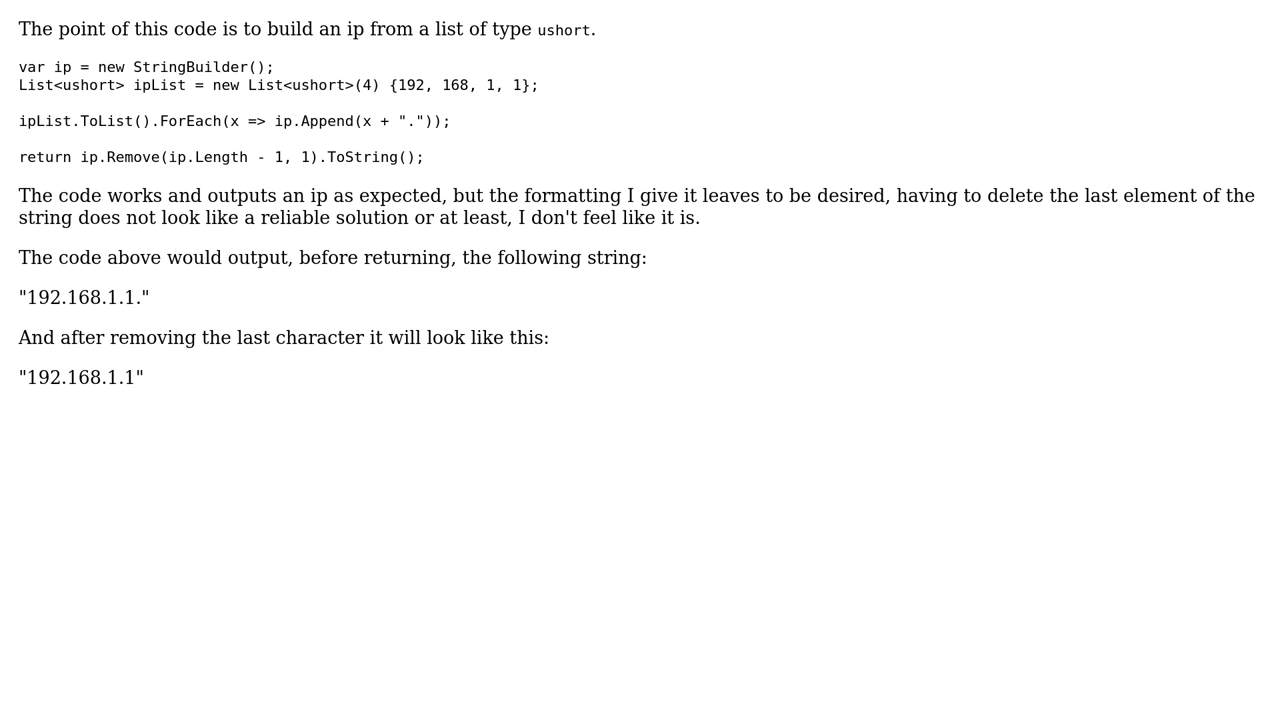 The point of this code is to build an ip from a list of type ushort.
var ip = new StringBuilder();
List<ushort> ipList = new List<ushort>(4) {192, 168, 1, 1};
ipList.ToList().ForEach(x => ip.Append(x + "."));
return ip.Remove(ip.Length - 1, 1).ToString();
The code works and outputs an ip as expected, but the formatting I give it leaves to be desired, having to delete the last element of the
string does not look like a reliable solution or at least, I don't feel like it is.
The code above would output, before returning, the following string:
"192.168.1.1."
And after removing the last character it will look like this:
"192.168.1.1"